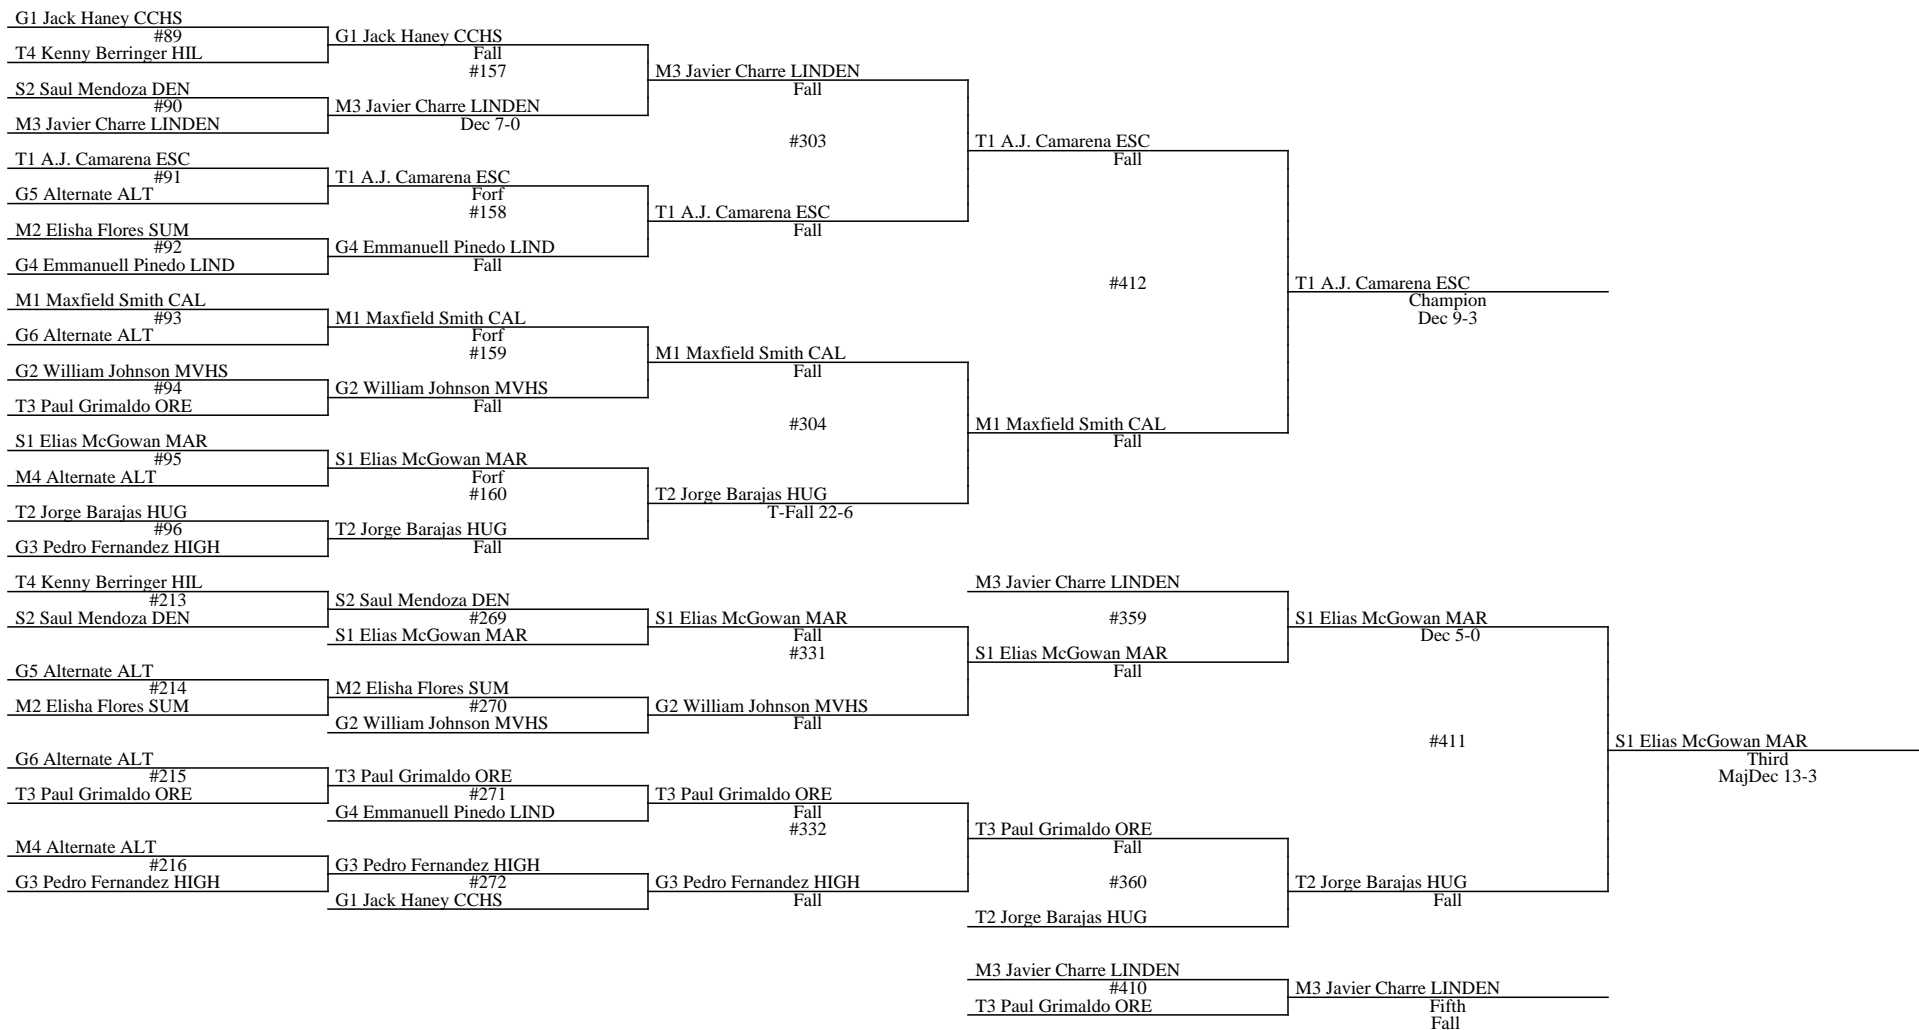 G1 Jack Haney CCHS
#89
T4 Kenny Berringer HIL
S2 Saul Mendoza DEN
#90
M3 Javier Charre LINDEN
T1 A.J. Camarena ESC
#91
G5 Alternate ALT
M2 Elisha Flores SUM
#92
G4 Emmanuell Pinedo LIND
M1 Maxfield Smith CAL
#93
G6 Alternate ALT
G2 William Johnson MVHS
#94
T3 Paul Grimaldo ORE
S1 Elias McGowan MAR
#95
M4 Alternate ALT
T2 Jorge Barajas HUG
#96
G3 Pedro Fernandez HIGH
G1 Jack Haney CCHS
Fall
#157
M3 Javier Charre LINDEN
Dec 7-0
T1 A.J. Camarena ESC
Forf
#158
G4 Emmanuell Pinedo LIND
Fall
M1 Maxfield Smith CAL
Forf
#159
G2 William Johnson MVHS
Fall
S1 Elias McGowan MAR
Forf
#160
T2 Jorge Barajas HUG
Fall
M3 Javier Charre LINDEN
Fall
#303
T1 A.J. Camarena ESC
Fall
M1 Maxfield Smith CAL
Fall
#304
T2 Jorge Barajas HUG
T-Fall 22-6
T1 A.J. Camarena ESC
Fall
#412
M1 Maxfield Smith CAL
Fall
T1 A.J. Camarena ESC
Champion
Dec 9-3
T4 Kenny Berringer HIL
#213
S2 Saul Mendoza DEN
G5 Alternate ALT
#214
M2 Elisha Flores SUM
G6 Alternate ALT
#215
T3 Paul Grimaldo ORE
M4 Alternate ALT
#216
G3 Pedro Fernandez HIGH
S2 Saul Mendoza DEN
#269
S1 Elias McGowan MAR
M2 Elisha Flores SUM
#270
G2 William Johnson MVHS
T3 Paul Grimaldo ORE
#271
G4 Emmanuell Pinedo LIND
G3 Pedro Fernandez HIGH
#272
G1 Jack Haney CCHS
S1 Elias McGowan MAR
Fall
#331
G2 William Johnson MVHS
Fall
T3 Paul Grimaldo ORE
Fall
#332
G3 Pedro Fernandez HIGH
Fall
M3 Javier Charre LINDEN
#359
S1 Elias McGowan MAR
Fall
T3 Paul Grimaldo ORE
Fall
#360
T2 Jorge Barajas HUG
S1 Elias McGowan MAR
Dec 5-0
#411
T2 Jorge Barajas HUG
Fall
S1 Elias McGowan MAR
Third
MajDec 13-3
M3 Javier Charre LINDEN
#410
T3 Paul Grimaldo ORE
M3 Javier Charre LINDEN
Fifth
Fall